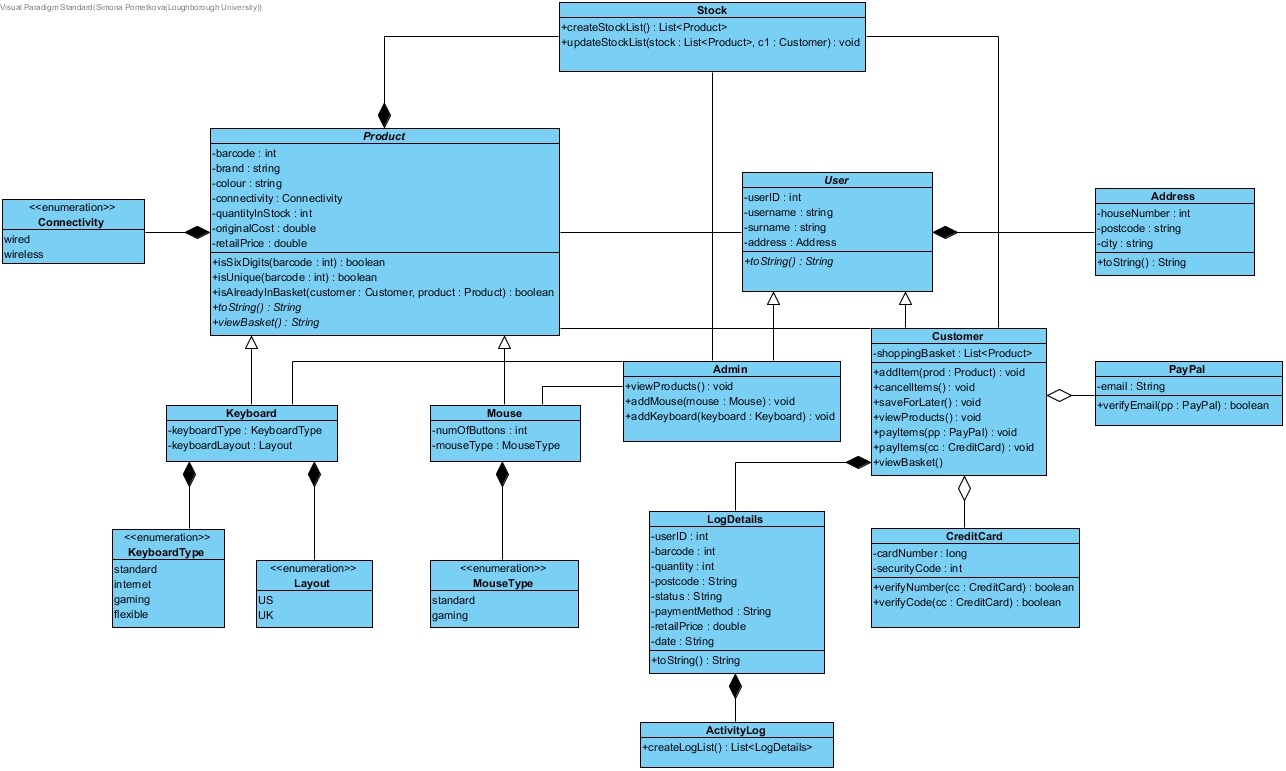 Visual Paradigm Standard(Simona Pometkova(Loughborough University))
Stock
+createStockList() : List<Product>
+updateStockList(stock : List<Product>, c1 : Customer) : void
Product
-barcode : int
-brand : string
-colour : string
-connectivity : Connectivity
-quantityInStock : int
-originalCost : double
-retailPrice : double
+isSixDigits(barcode : int) : boolean
+isUnique(barcode : int) : boolean
+isAlreadyInBasket(customer : Customer, product : Product) : boolean
+toString() : String
+viewBasket() : String
<<enumeration>>
Connectivity
wired
wireless
User
-userID : int
-username : string
-surname : string
-address : Address
+toString() : String
Address
-houseNumber : int
-postcode : string
-city : string
+toString() : String
Customer
-shoppingBasket : List<Product>
+addItem(prod : Product) : void
+cancelItems() : void
+saveForLater() : void
+viewProducts() : void
+payItems(pp : PayPal) : void
+payItems(cc : CreditCard) : void
+viewBasket()
PayPal
-email : String
+verifyEmail(pp : PayPal) : boolean
Admin
+viewProducts() : void
+addMouse(mouse : Mouse) : void
+addKeyboard(keyboard : Keyboard) : void
Keyboard
-keyboardType : KeyboardType
-keyboardLayout : Layout
Mouse
-numOfButtons : int
-mouseType : MouseType
<<enumeration>>
KeyboardType
standard
internet
gaming
flexible
<<enumeration>>
Layout
US
UK
<<enumeration>>
MouseType
standard
gaming
LogDetails
-userID : int
-barcode : int
-quantity : int
-postcode : String
-status : String
-paymentMethod : String
-retailPrice : double
-date : String
+toString() : String
CreditCard
-cardNumber : long
-securityCode : int
+verifyNumber(cc : CreditCard) : boolean
+verifyCode(cc : CreditCard) : boolean
ActivityLog
+createLogList() : List<LogDetails>